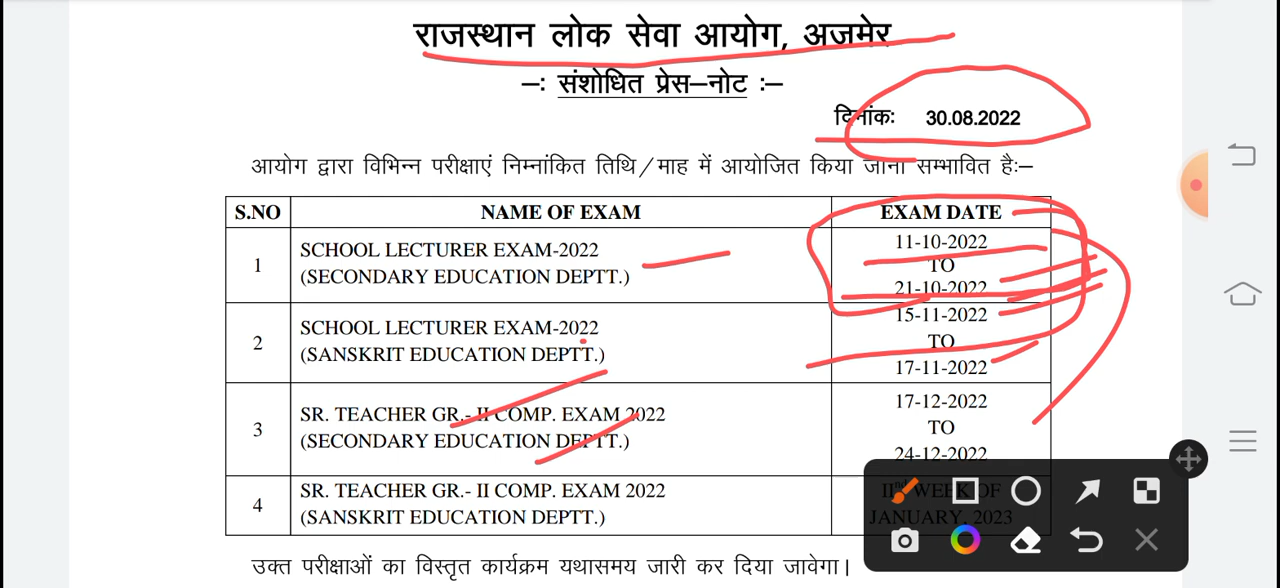 राजस्थान लोक सेवा आयोग, अजमेर
–: संशोधित प्रेस–नोट :–
दिनांकः 30.08.2022
आयोग द्वारा विभिन्न परीक्षाएं निम्नांकित तिथि/माह में आयोजित किया जाना सम्भावित हैः–
S.NO NAME OF EXAM EXAM DATE
1 SCHOOL LECTURER EXAM-2022 (SECONDARY EDUCATION DEPTT.) 11-10-2022 TO 21-10-2022
2 SCHOOL LECTURER EXAM-2022 (SANSKRIT EDUCATION DEPTT.) 15-11-2022 TO 17-11-2022
3 SR. TEACHER GR.- II COMP. EXAM 2022 (SECONDARY EDUCATION DEPTT.) 17-12-2022 TO 24-12-2022
4 SR. TEACHER GR.- II COMP. EXAM 2022 (SANSKRIT EDUCATION DEPTT.) IInd WEEK OF JANUARY, 2023
उक्त परीक्षाओं का विस्तृत कार्यक्रम यथासमय जारी कर दिया जावेगा।